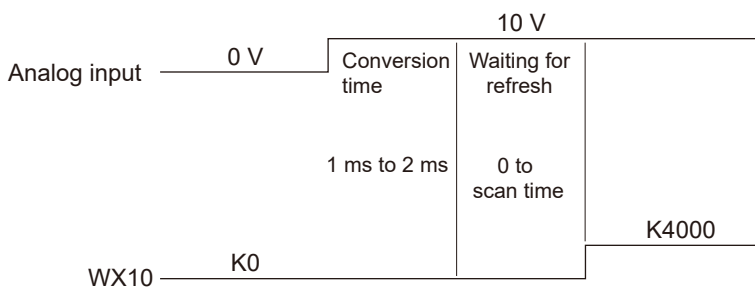 10 V
0 V
Analog input
Conversion
time
Waiting for
refresh
1 ms to 2 ms
0 to
scan time
K4000
K0
WX10